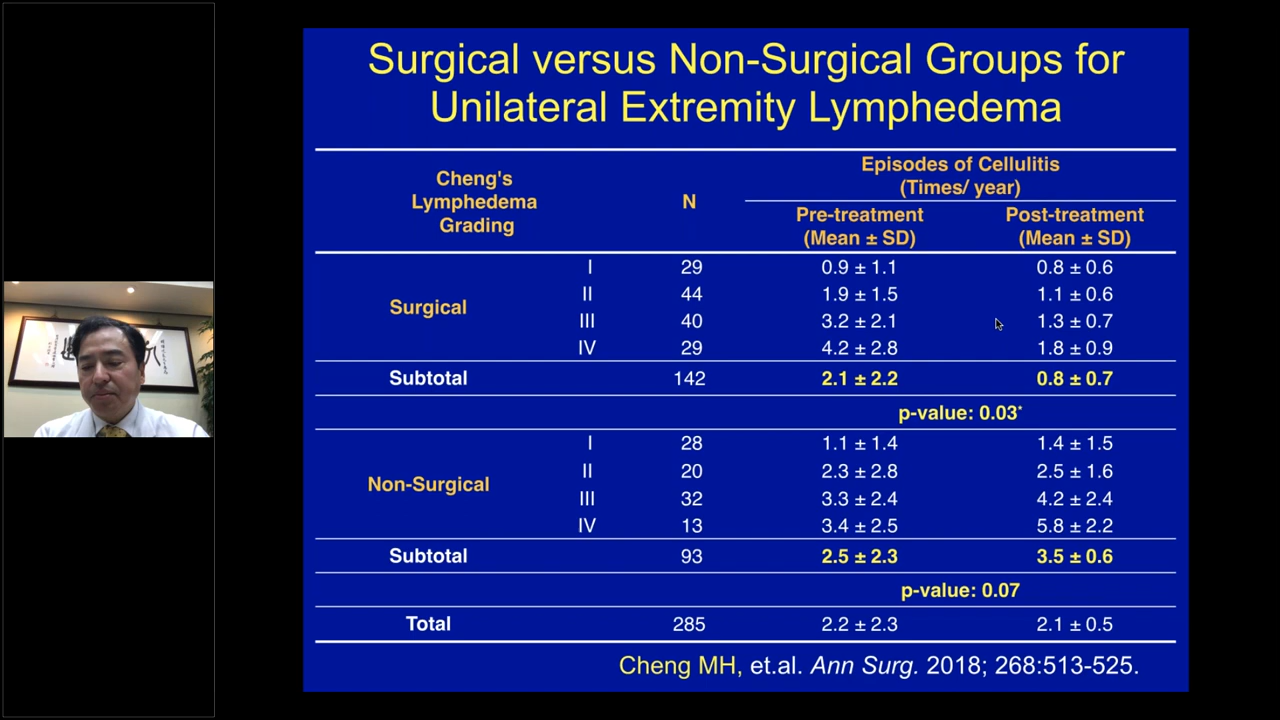 Surgical versus Non-Surgical Groups for
Unilateral Extremity Lymphedema
Cheng's
Lymphedema
Grading
N
Episodes of Cellulitis
(Times/ year)
Pre-treatment
(Mean ± SD)
Post-treatment
(Mean ± SD)
Surgical
I 29 0.9 ± 1.1 0.8 ± 0.6
II 44 1.9 ± 1.5 1.1 ± 0.6
III 40 3.2 ± 2.1 1.3 ± 0.7
IV 29 4.2 ± 2.8 1.8 ± 0.9
Subtotal 142 2.1 ± 2.2 0.8 ± 0.7
p-value: 0.03*
Non-Surgical
I 28 1.1 ± 1.4 1.4 ± 1.5
II 20 2.3 ± 2.8 2.5 ± 1.6
III 32 3.3 ± 2.4 4.2 ± 2.4
IV 13 3.4 ± 2.5 5.8 ± 2.2
Subtotal 93 2.5 ± 2.3 3.5 ± 0.6
p-value: 0.07
Total 285 2.2 ± 2.3 2.1 ± 0.5
Cheng MH, et.al. Ann Surg. 2018; 268:513-525.